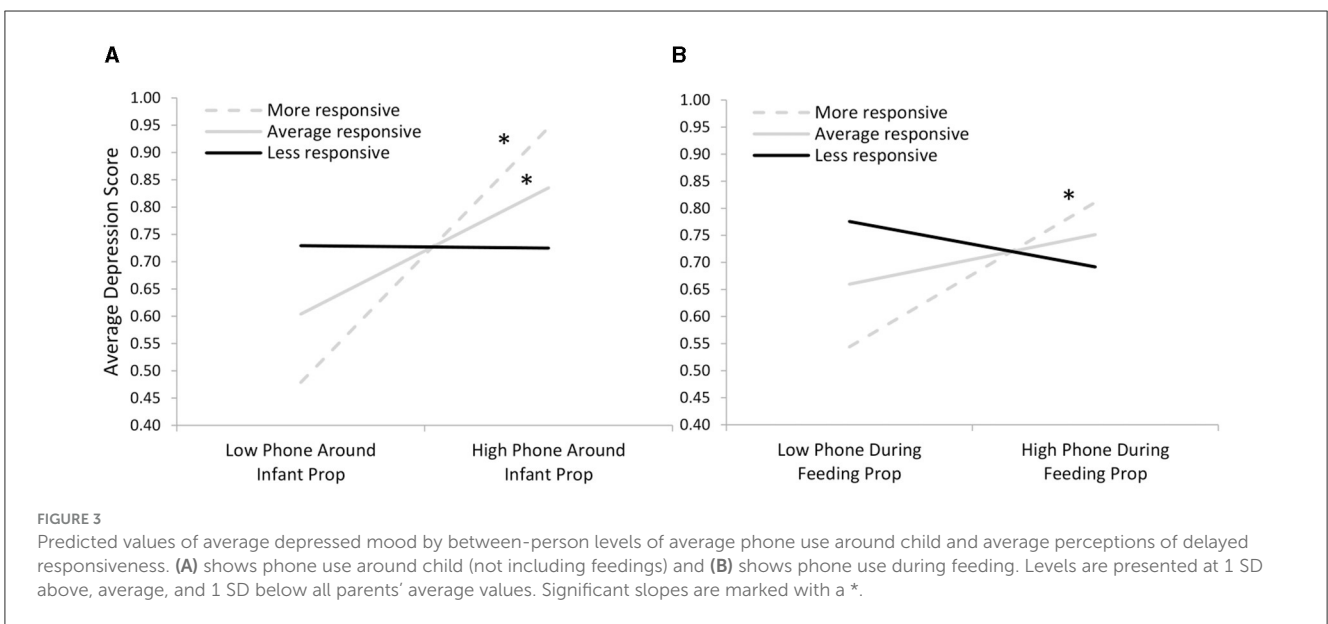 A
1.00
0.95
0.90
0.85
0.80
0.75
0.70
0.65
0.60
0.55
0.50
0.45
0.40
Average Depression Score
More responsive
Average responsive
Less responsive
*
*
Low Phone Around
Infant Prop
High Phone Around
Infant Prop
B
1.00
0.95
0.90
0.85
0.80
0.75
0.70
0.65
0.60
0.55
0.50
0.45
0.40
More responsive
Average responsive
Less responsive
*
Low Phone During
Feeding Prop
High Phone During
Feeding Prop
FIGURE 3
Predicted values of average depressed mood by between-person levels of average phone use around child and average perceptions of delayed
responsiveness. (A) shows phone use around child (not including feedings) and (B) shows phone use during feeding. Levels are presented at 1 SD
above, average, and 1 SD below all parents’ average values. Significant slopes are marked with a *.